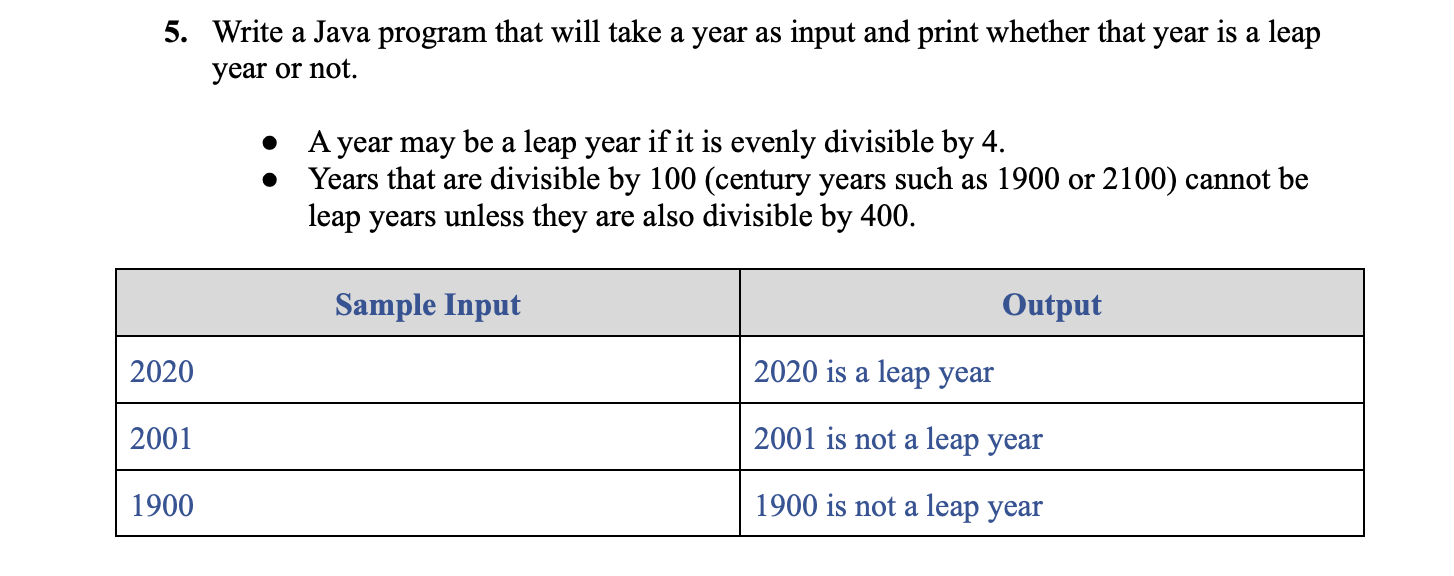 5. Write a Java program that will take a year as input and print whether that year is a leap
year or not.
● A year may be a leap year if it is evenly divisible by 4.
● Years that are divisible by 100 (century years such as 1900 or 2100) cannot be
leap years unless they are also divisible by 400.
Sample Input Output
2020 2020 is a leap year
2001 2001 is not a leap year
1900 1900 is not a leap year